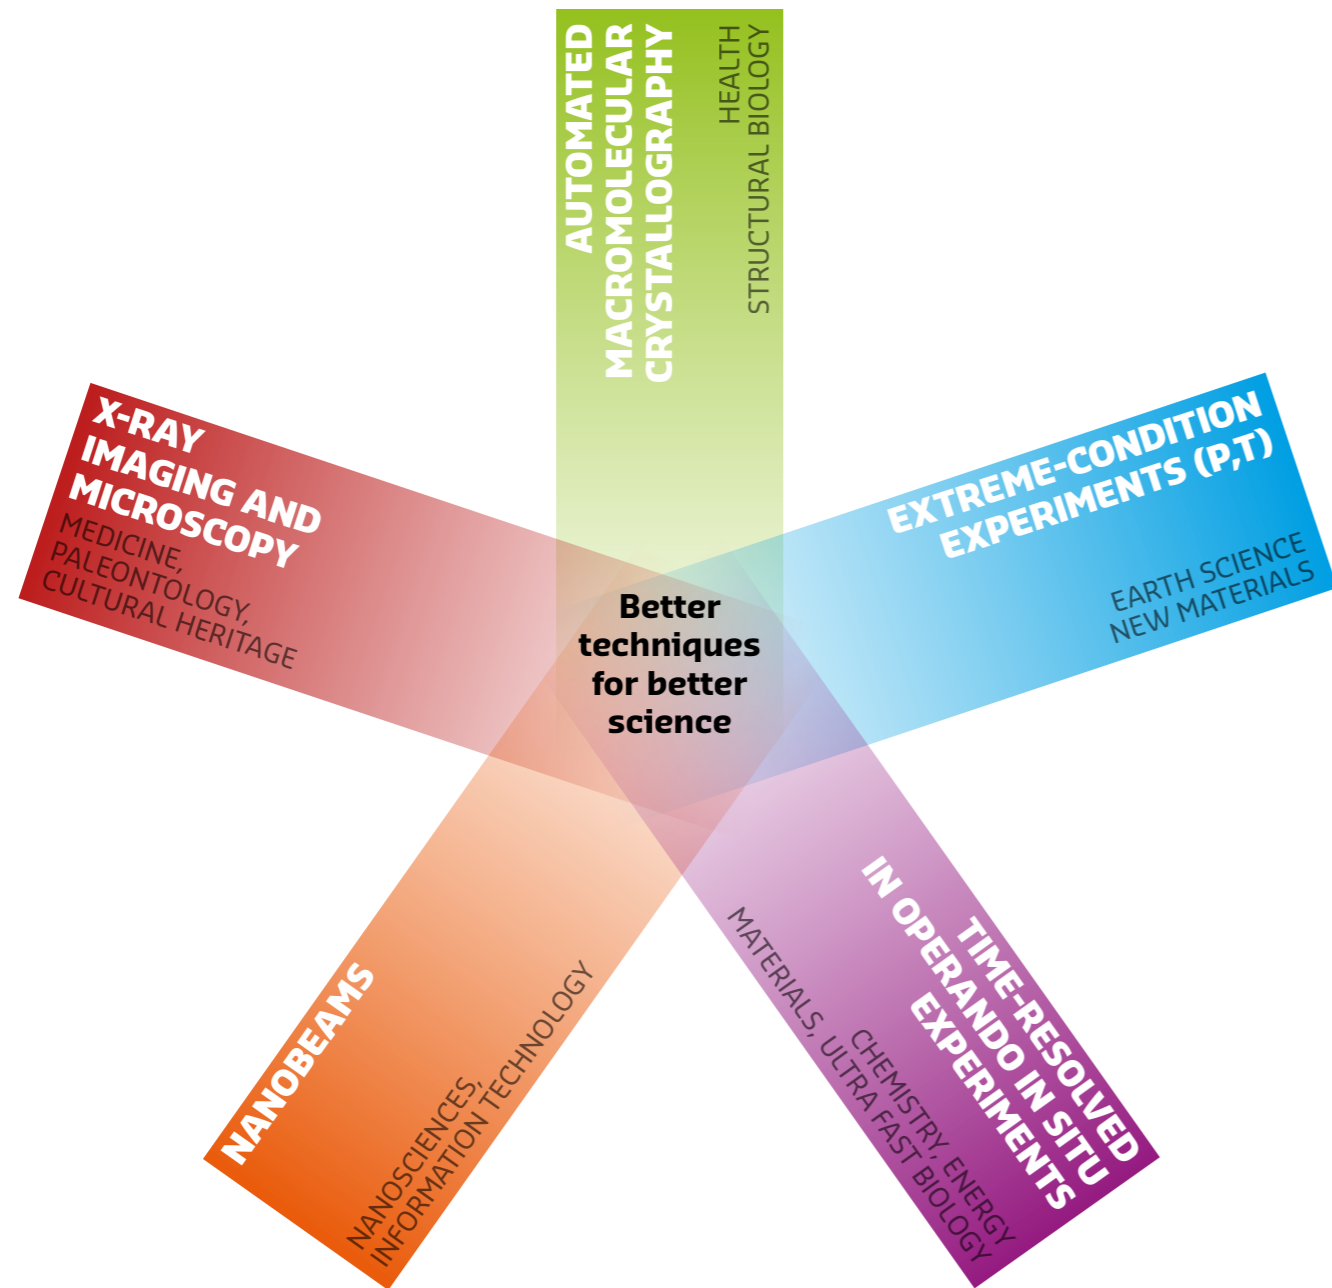 AUTOMATED
MACROMOLECULAR
CRYSTALLOGRAPHY
HEALTH
STRUCTURAL BIOLOGY
X-RAY
IMAGING AND
MICROSCOPY
MEDICINE,
PALEONTOLOGY,
CULTURAL HERITAGE
EXTREME-CONDITION
EXPERIMENTS (P,T)
EARTH SCIENCE
NEW MATERIALS
Better
techniques
for better
science
NANOBEAMS
NANOSCIENCES,
INFORMATION TECHNOLOGY
TIME-RESOLVED
IN OPERANDO IN SITU
EXPERIMENTS
CHEMISTRY, ENERGY
MATERIALS, ULTRA FAST BIOLOGY